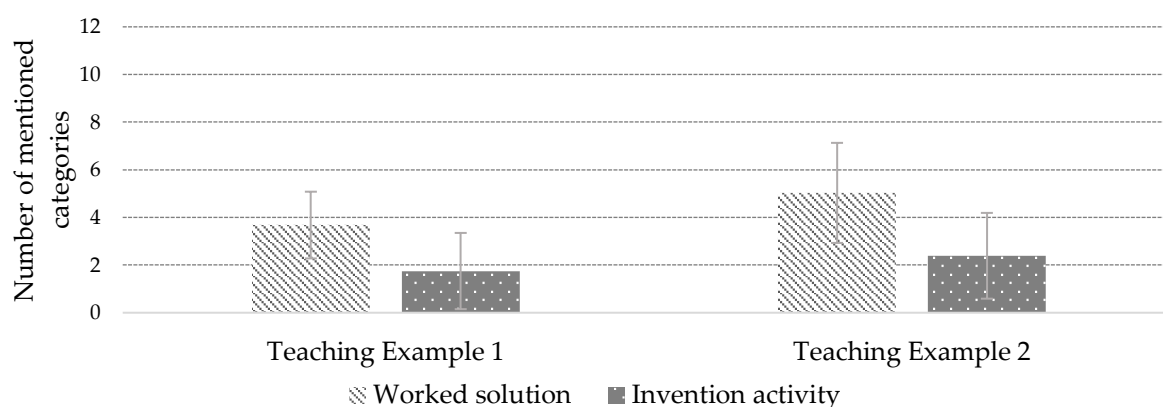 Number of mentioned
categories
12
10
8
6
4
2
0
Teaching Example 1
Teaching Example 2
Worked solution
Invention activity